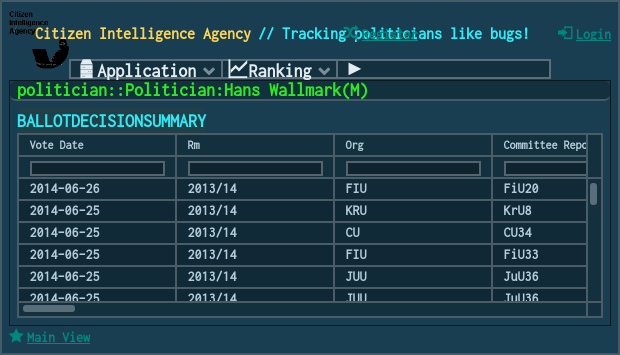 Citizen
Intelligence
Agency
Citizen Intelligence Agency // Tracking politicians like bugs!
Register
Login
Application
Ranking
politician::Politician:Hans Wallmark(M)
BALLOTDECISIONSUMMARY
Vote Date Rm Org Committee Repo
2014-06-26 2013/14 FIU FiU20
2014-06-25 2013/14 KRU KrU8
2014-06-25 2013/14 CU CU34
2014-06-25 2013/14 FIU FiU33
2014-06-25 2013/14 JUU JuU36
2014-06-25 2013/14 JUU JuU36
Main View